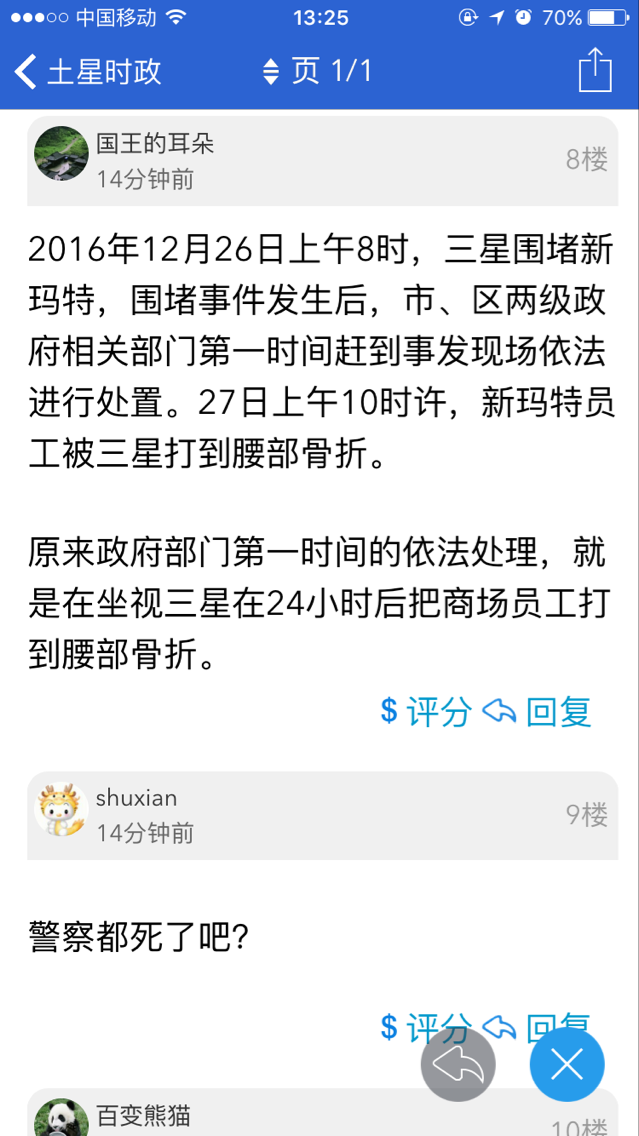 中国移动 13:25 70%
土星时政 页 1/1
国王的耳朵
14分钟前 8楼
2016年12月26日上午8时，三星围堵新
玛特，围堵事件发生后，市、区两级政
府相关部门第一时间赶到事发现场依法
进行处置。27日上午10时许，新玛特员
工被三星打到腰部骨折。
原来政府部门第一时间的依法处理，就
是在坐视三星在24小时后把商场员工打
到腰部骨折。
$ 评分 回复
shuxian
14分钟前 9楼
警察都死了吧？
$ 评分 回复
百变熊猫
10楼